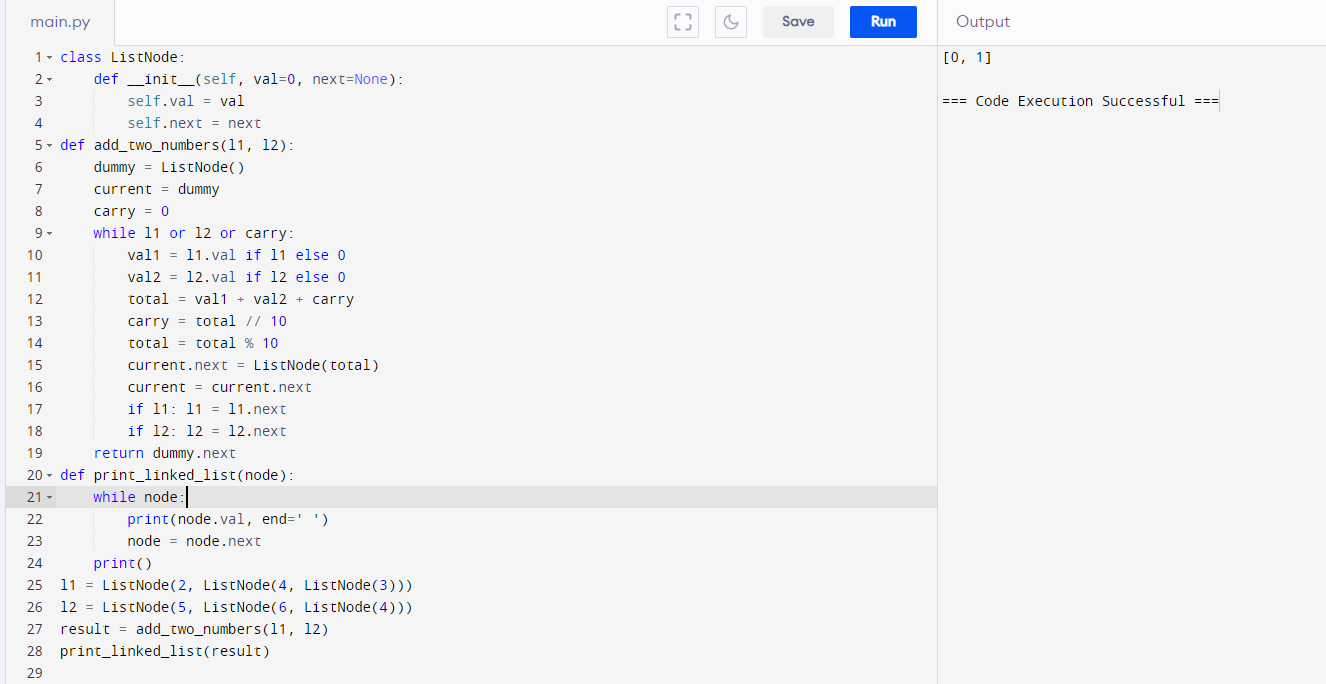 main.py
Save
Run
Output
1 class ListNode:
2     def __init__(self, val=0, next=None):
3         self.val = val
4         self.next = next
5 def add_two_numbers(l1, l2):
6     dummy = ListNode()
7     current = dummy
8     carry = 0
9     while l1 or l2 or carry:
10         val1 = l1.val if l1 else 0
11         val2 = l2.val if l2 else 0
12         total = val1 + val2 + carry
13         carry = total // 10
14         total = total % 10
15         current.next = ListNode(total)
16         current = current.next
17         if l1: l1 = l1.next
18         if l2: l2 = l2.next
19     return dummy.next
20 def print_linked_list(node):
21     while node:
22         print(node.val, end=' ')
23         node = node.next
24     print()
25 l1 = ListNode(2, ListNode(4, ListNode(3)))
26 l2 = ListNode(5, ListNode(6, ListNode(4)))
27 result = add_two_numbers(l1, l2)
28 print_linked_list(result)
29
[0, 1]
=== Code Execution Successful ===